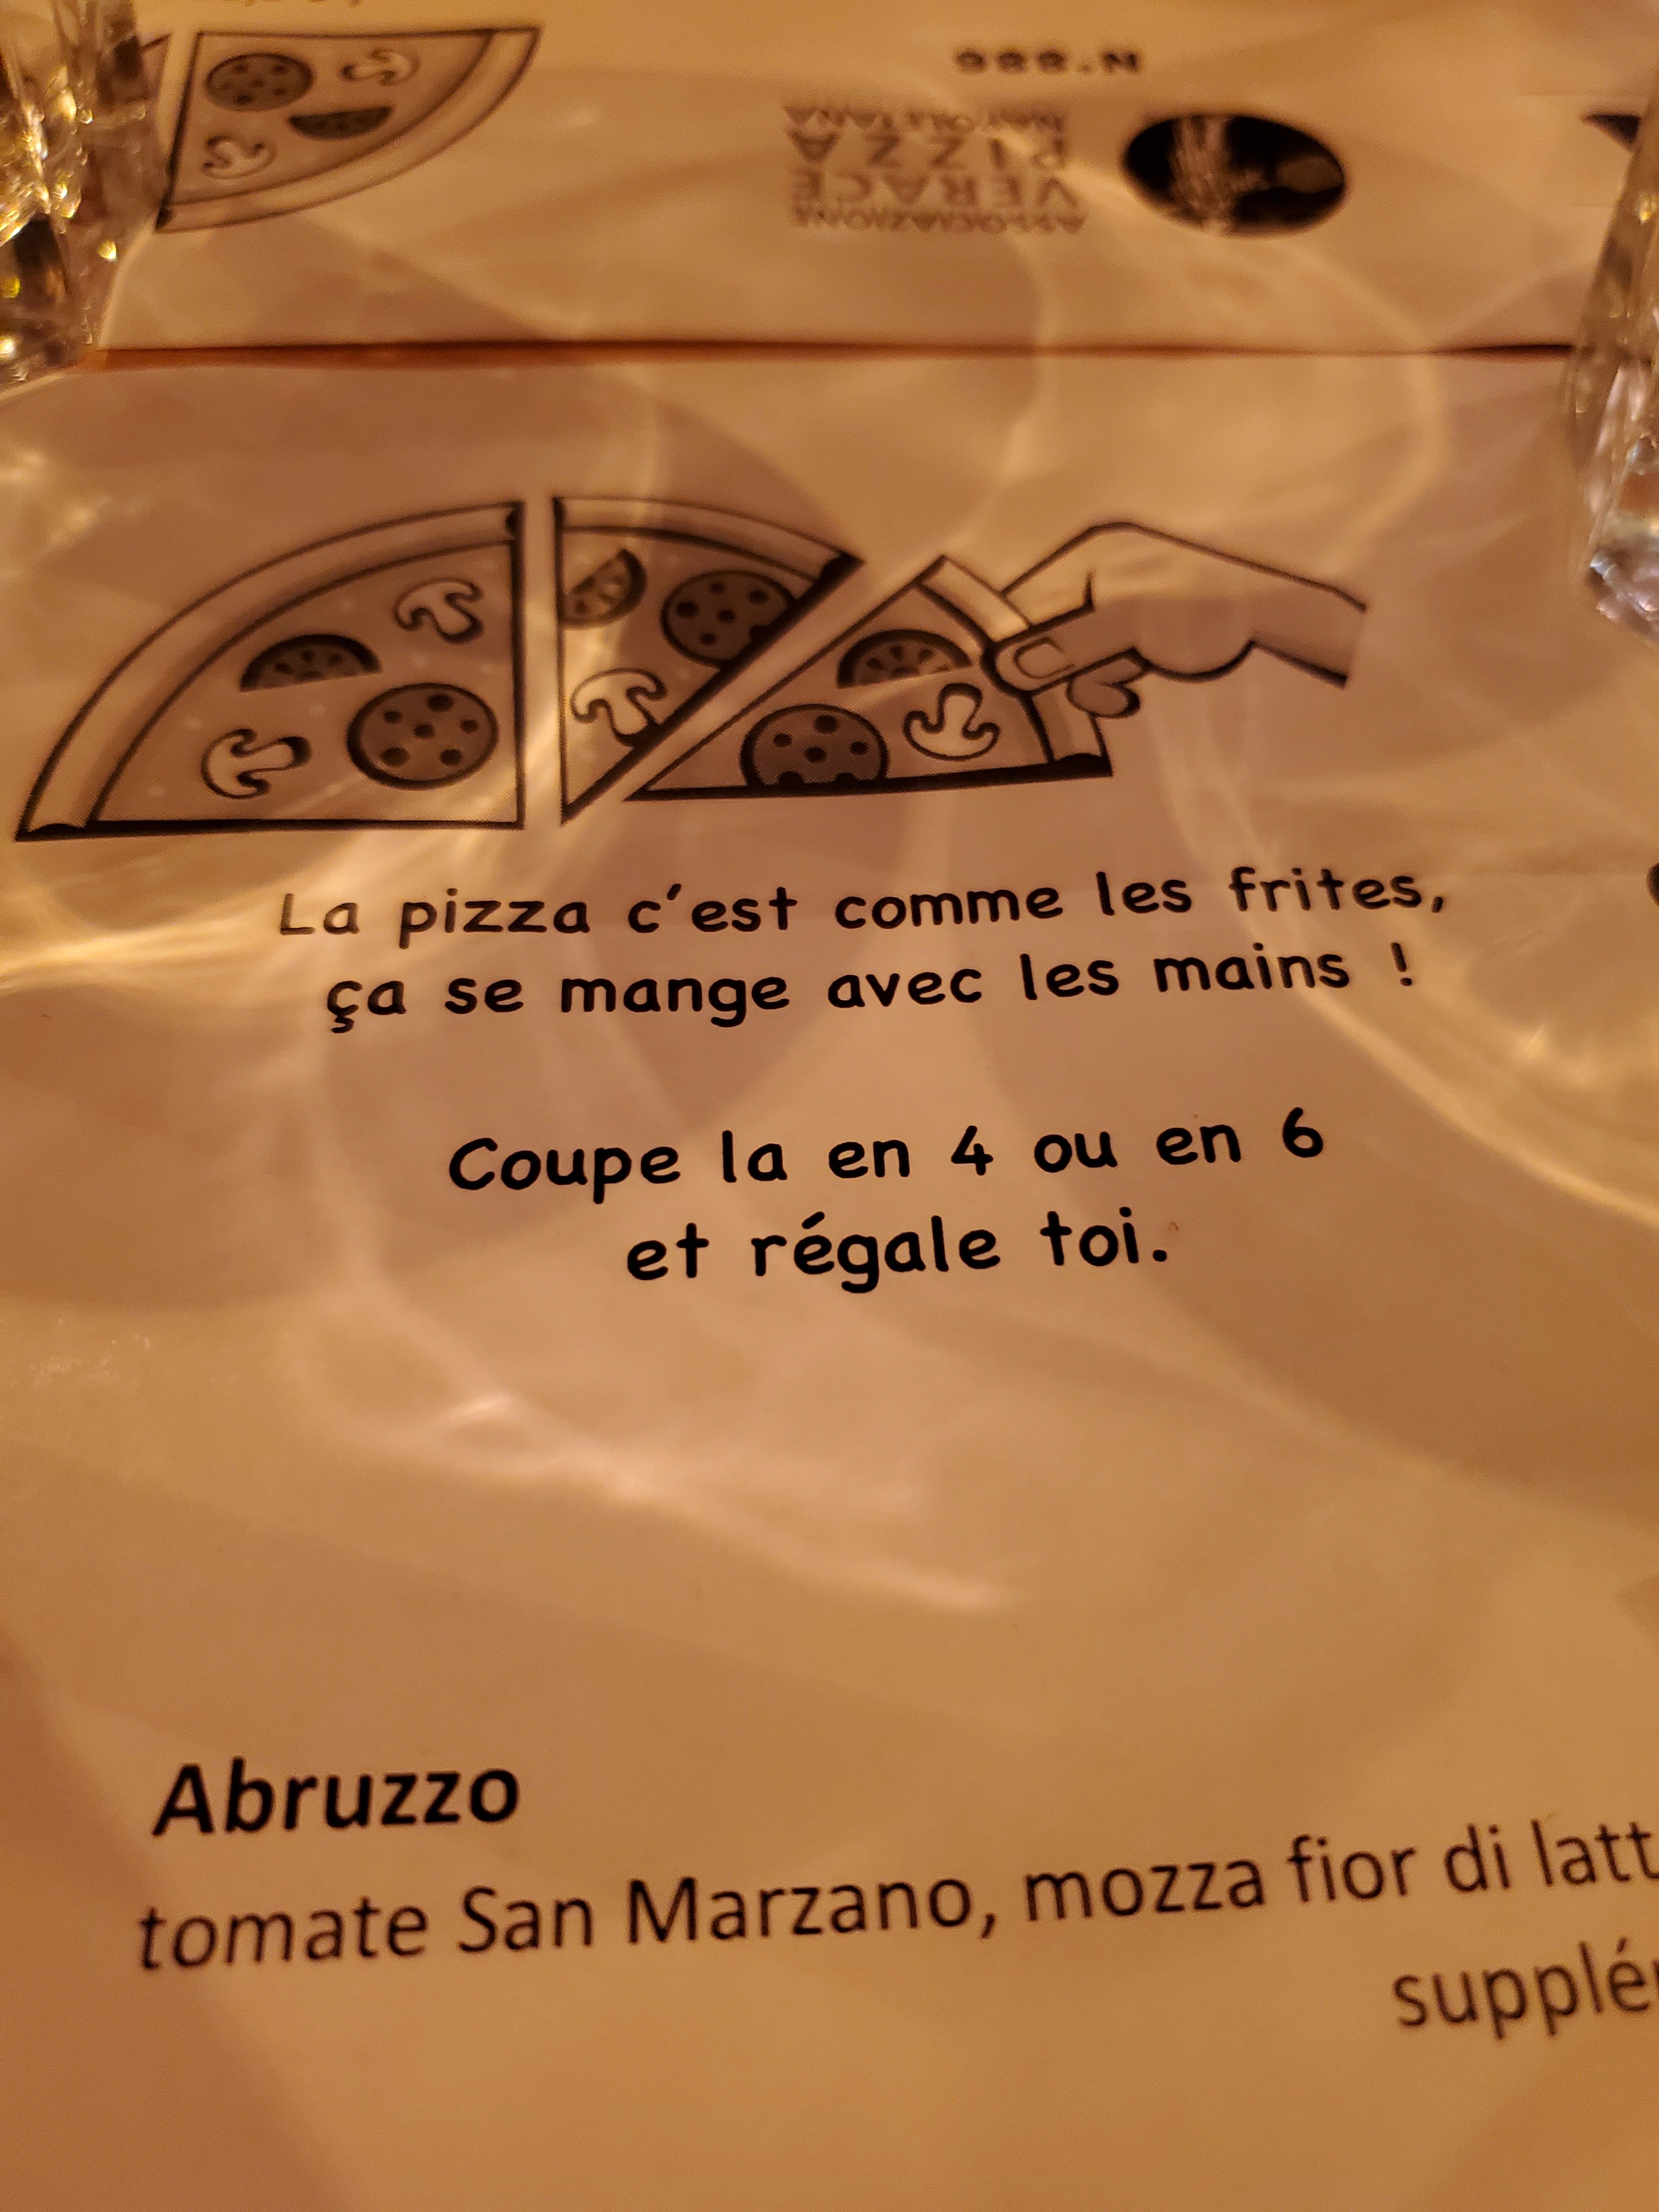 N°886
ASSOCIAZIONE
VERACE
PIZZA
NAPOLETANA
La pizza c'est comme les frites,
ça se mange avec les mains !
Coupe la en 4 ou en 6
et régale toi.
Abruzzo
tomate San Marzano, mozza fior di latt
supplé